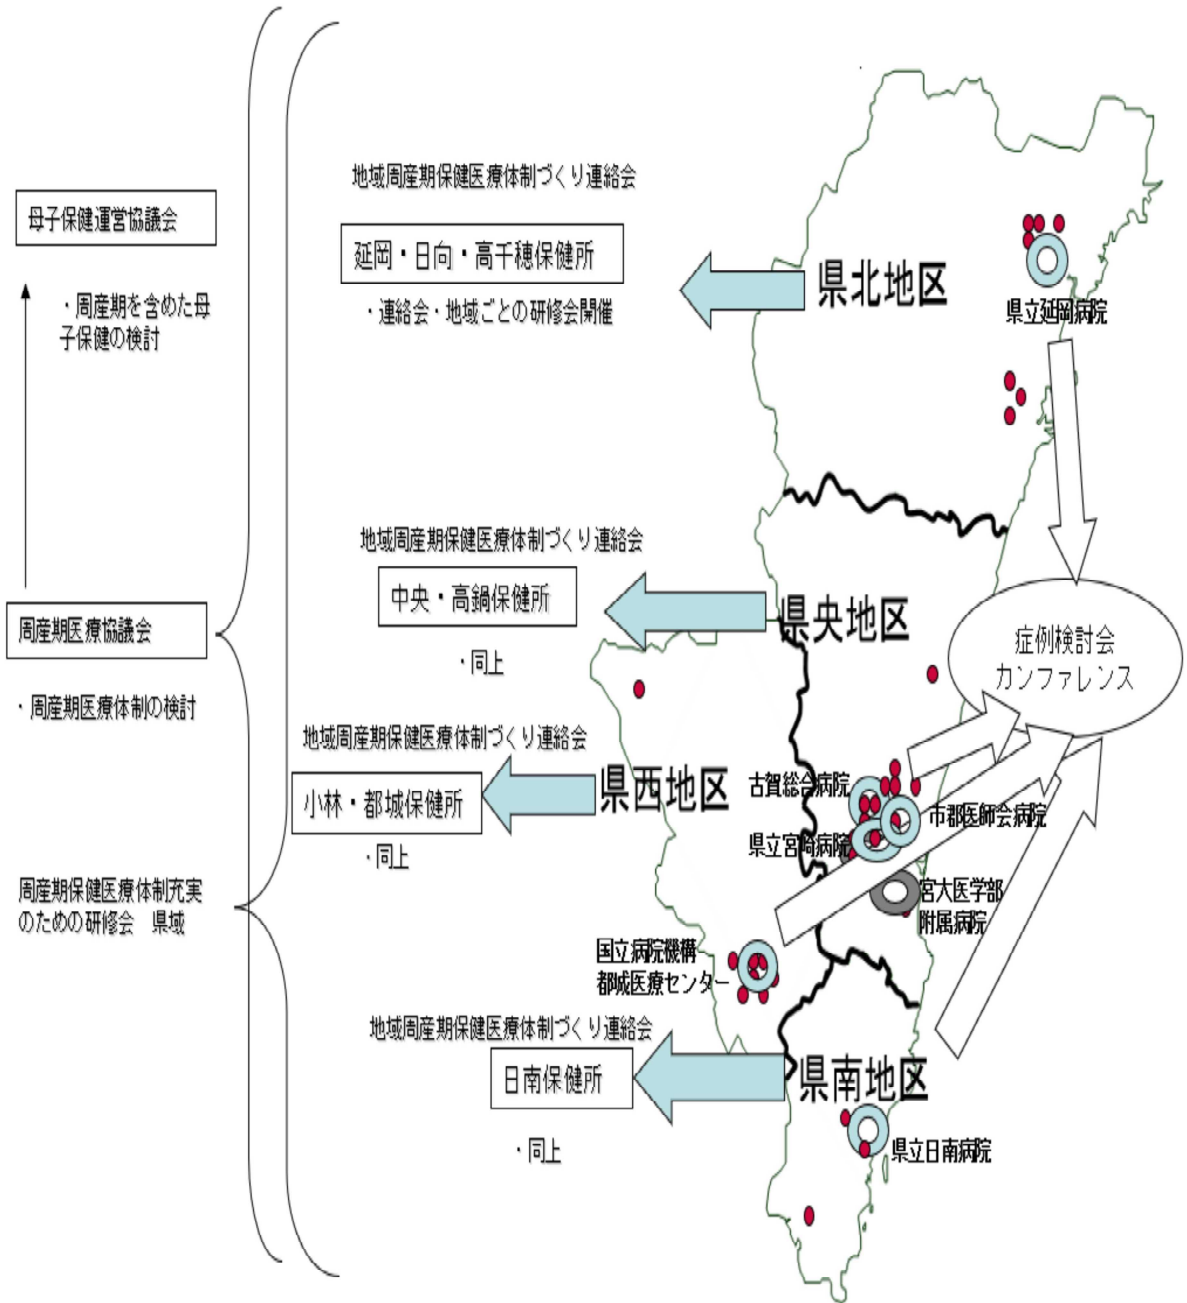 地域周産期保健医療体制づくり連絡会
母子保健運営協議会
延岡・日向・高千穂保健所
県北地区
・周産期を含めた母
子保健の検討
・連絡会・地域ごとの研修会開催
県立延岡病院
地域周産期保健医療体制づくり連絡会
中央・高鍋保健所
県央地区
周産期医療協議会
・同上
症例検討会
カンファレンス
・周産期医療体制の検討
地域周産期保健医療体制づくり連絡会
小林・都城保健所
県西地区
・同上
古賀総合病院
市郡医師会病院
県立宮崎病院
周産期保健医療体制充実
のための研修会　県域
宮大医学部
附属病院
国立病院機構
都城医療センター
地域周産期保健医療体制づくり連絡会
日南保健所
県南地区
・同上
県立日南病院